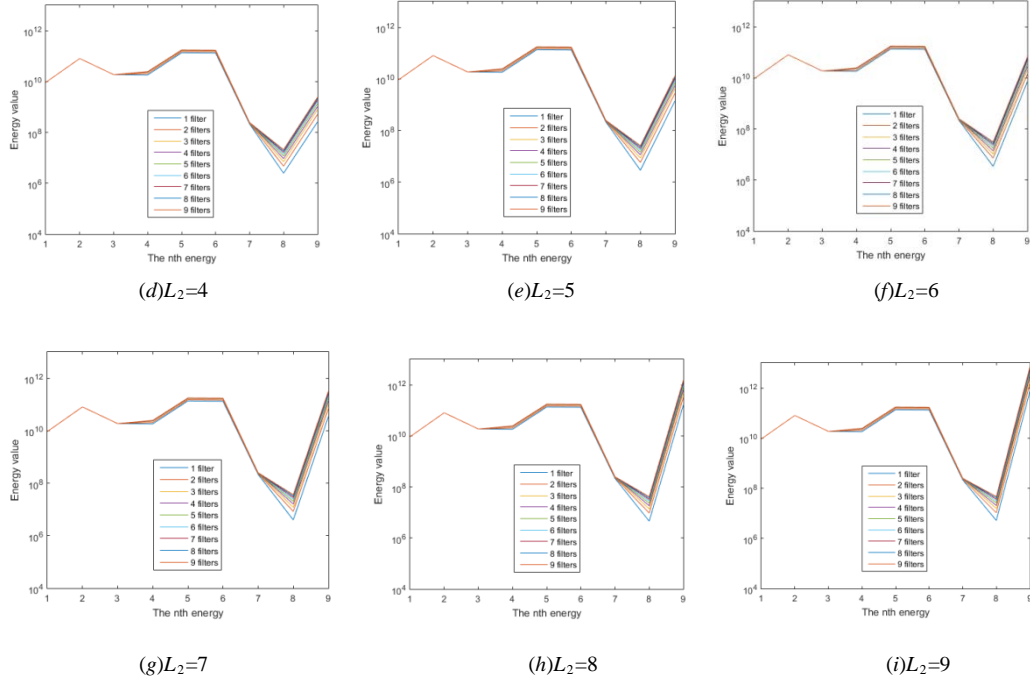 Energy value
10^12
10^10
10^8
10^6
10^4
1 filter
2 filters
3 filters
4 filters
5 filters
6 filters
7 filters
8 filters
9 filters
1 2 3 4 5 6 7 8 9
The nth energy
(d)L₂=4
Energy value
10^12
10^10
10^8
10^6
10^4
1 filter
2 filters
3 filters
4 filters
5 filters
6 filters
7 filters
8 filters
9 filters
1 2 3 4 5 6 7 8 9
The nth energy
(e)L₂=5
Energy value
10^12
10^10
10^8
10^6
10^4
1 filter
2 filters
3 filters
4 filters
5 filters
6 filters
7 filters
8 filters
9 filters
1 2 3 4 5 6 7 8 9
The nth energy
(f)L₂=6
Energy value
10^12
10^10
10^8
10^6
10^4
1 filter
2 filters
3 filters
4 filters
5 filters
6 filters
7 filters
8 filters
9 filters
1 2 3 4 5 6 7 8 9
The nth energy
(g)L₂=7
Energy value
10^12
10^10
10^8
10^6
10^4
1 filter
2 filters
3 filters
4 filters
5 filters
6 filters
7 filters
8 filters
9 filters
1 2 3 4 5 6 7 8 9
The nth energy
(h)L₂=8
Energy value
10^12
10^10
10^8
10^6
10^4
1 filter
2 filters
3 filters
4 filters
5 filters
6 filters
7 filters
8 filters
9 filters
1 2 3 4 5 6 7 8 9
The nth energy
(i)L₂=9